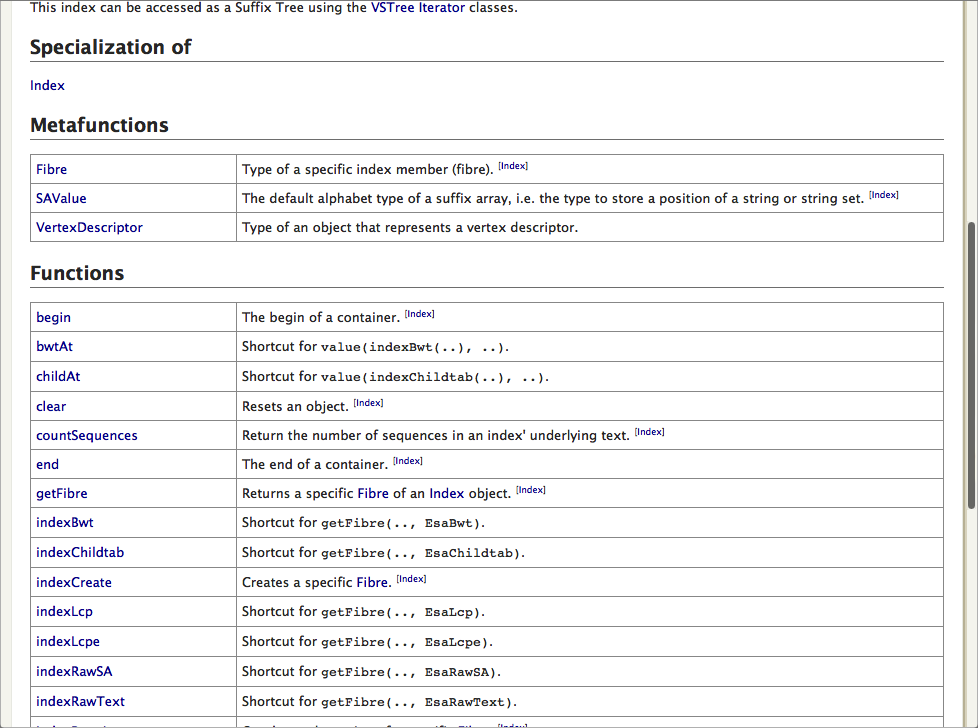 This index can be accessed as a Suffix Tree using the VSTree Iterator classes.
Specialization of
Index
Metafunctions
Fibre Type of a specific index member (fibre). [Index]
SAValue The default alphabet type of a suffix array, i.e. the type to store a position of a string or string set. [Index]
VertexDescriptor Type of an object that represents a vertex descriptor.
Functions
begin The begin of a container. [Index]
bwtAt Shortcut for value(indexBwt(..), ..).
childAt Shortcut for value(indexChildtab(..), ..).
clear Resets an object. [Index]
countSequences Return the number of sequences in an index' underlying text. [Index]
end The end of a container. [Index]
getFibre Returns a specific Fibre of an Index object. [Index]
indexBwt Shortcut for getFibre(.., EsaBwt).
indexChildtab Shortcut for getFibre(.., EsaChildtab).
indexCreate Creates a specific Fibre. [Index]
indexLcp Shortcut for getFibre(.., EsaLcp).
indexLcpe Shortcut for getFibre(.., EsaLcpe).
indexRawSA Shortcut for getFibre(.., EsaRawSA).
indexRawText Shortcut for getFibre(.., EsaRawText).